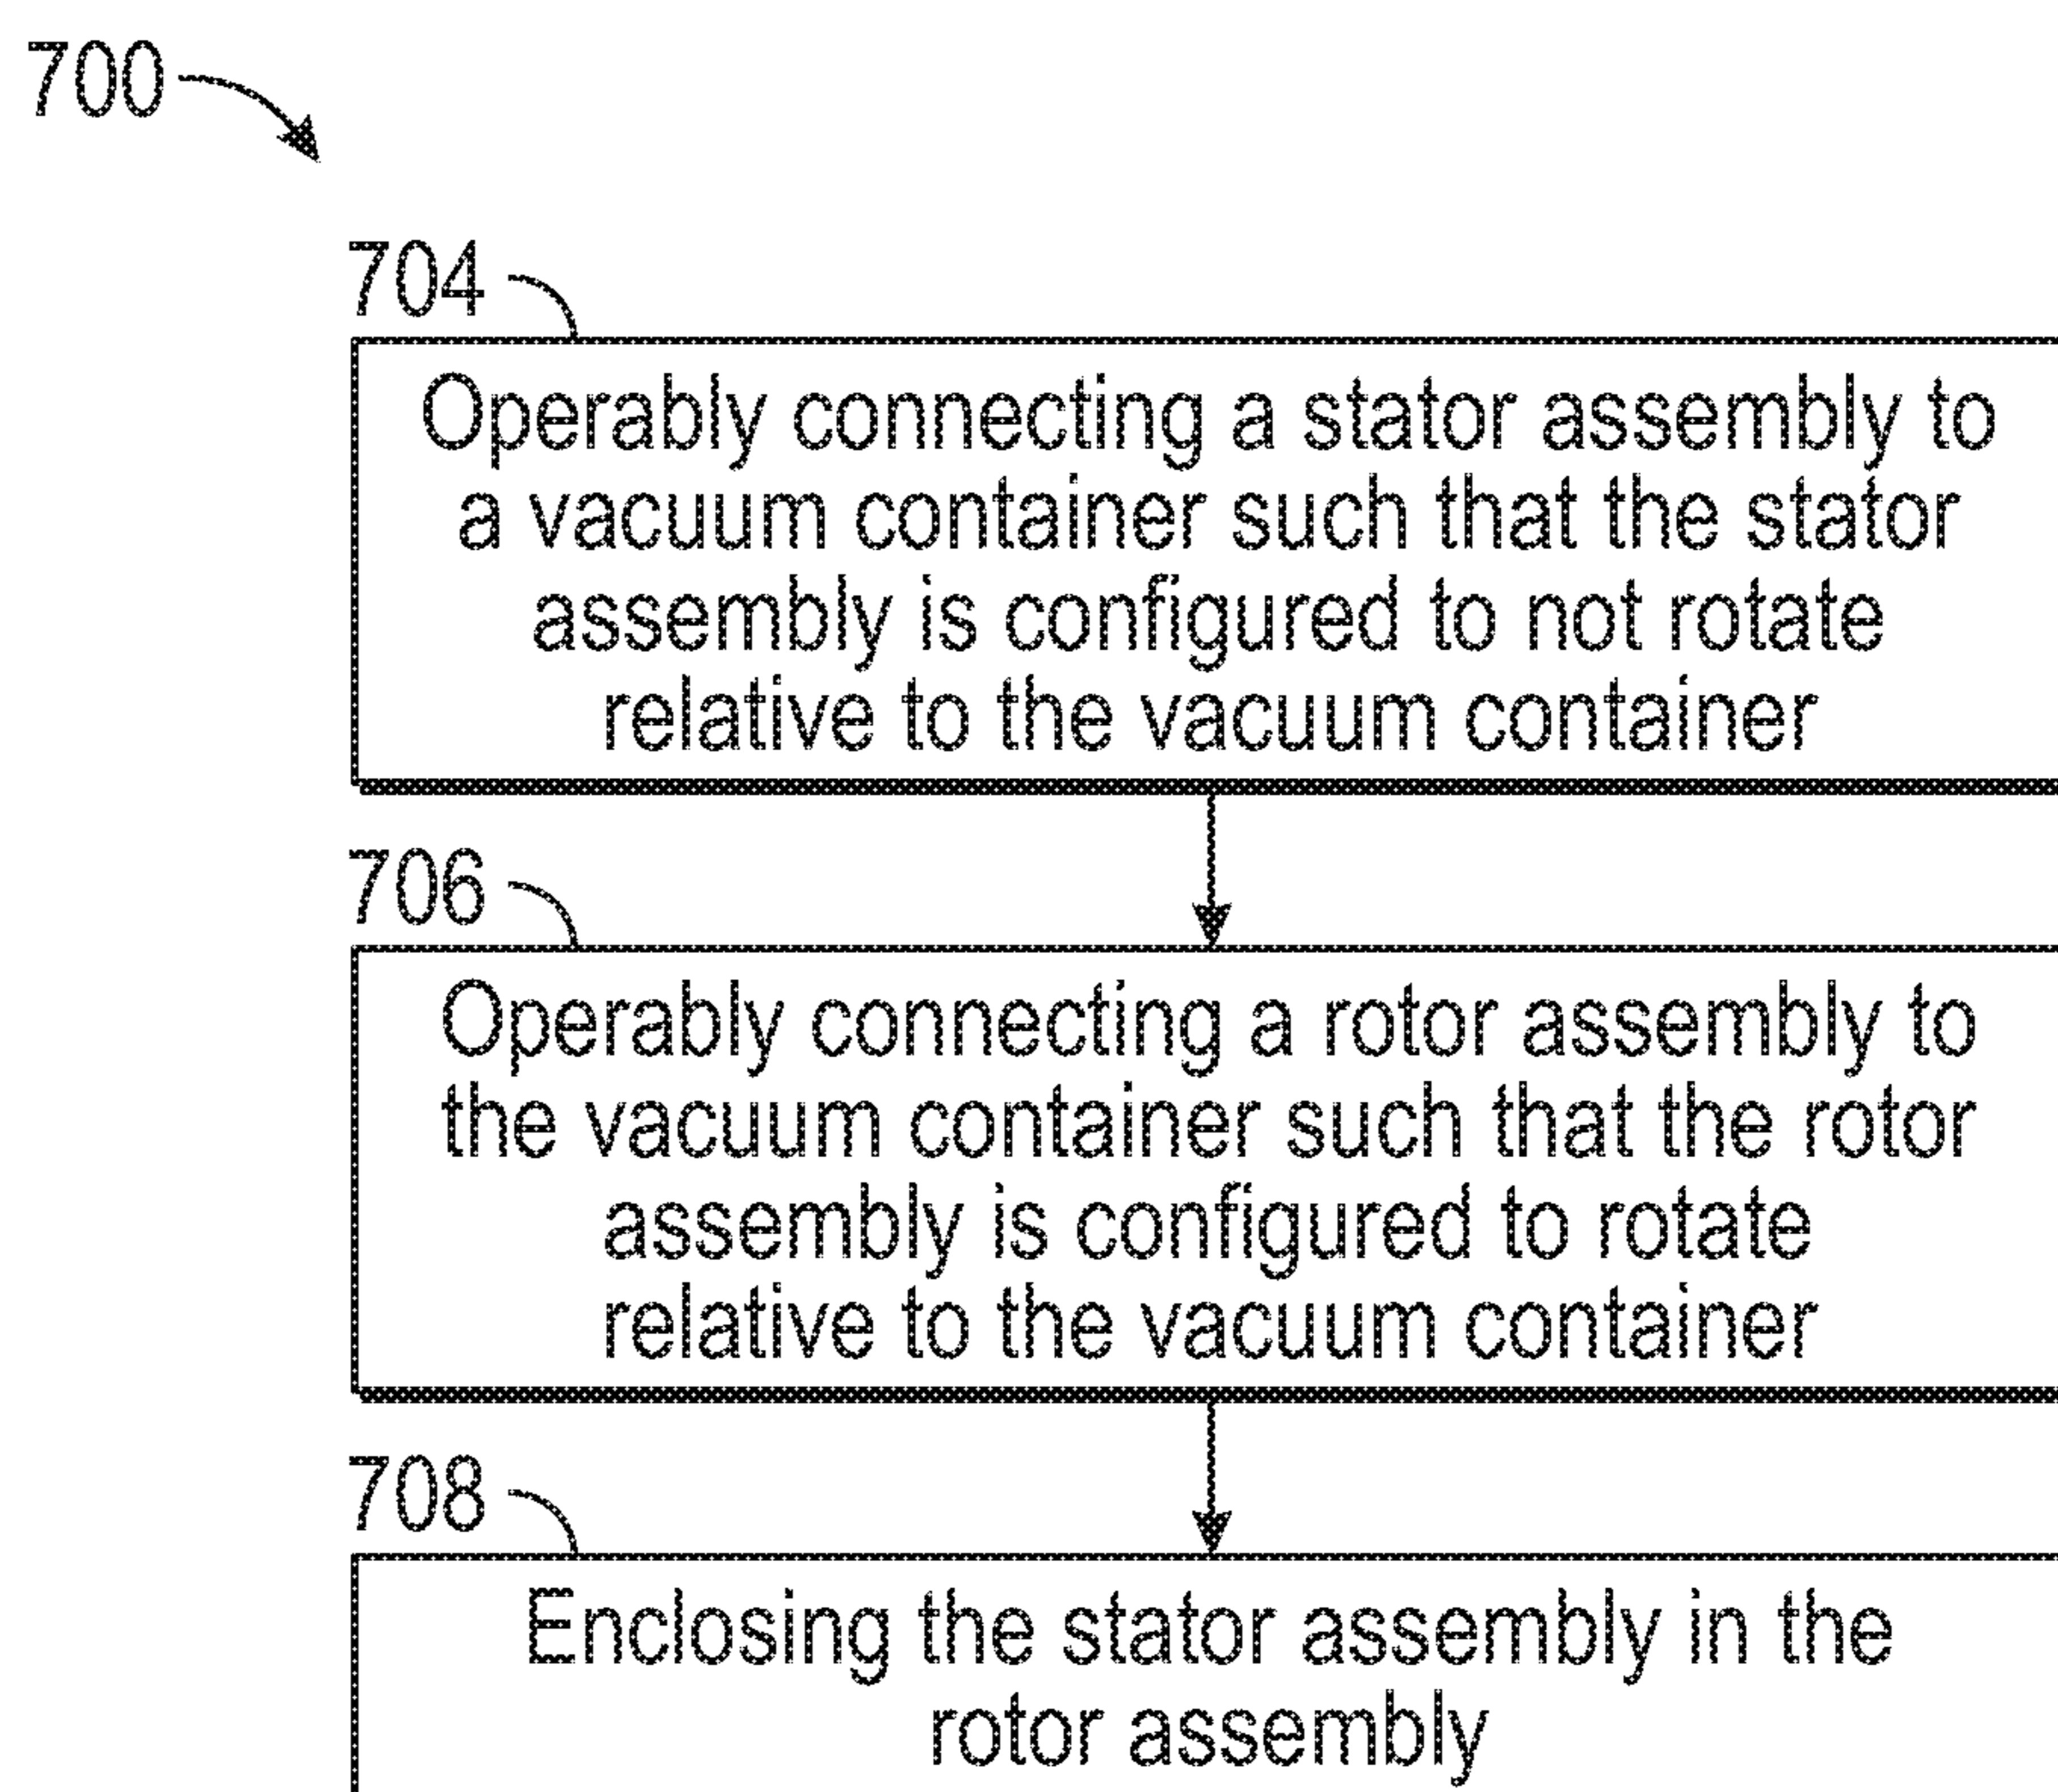 700
704
Operably connecting a stator assembly to
a vacuum container such that the stator
assembly is configured to not rotate
relative to the vacuum container
706
Operably connecting a rotor assembly to
the vacuum container such that the rotor
assembly is configured to rotate
relative to the vacuum container
708
Enclosing the stator assembly in the
rotor assembly